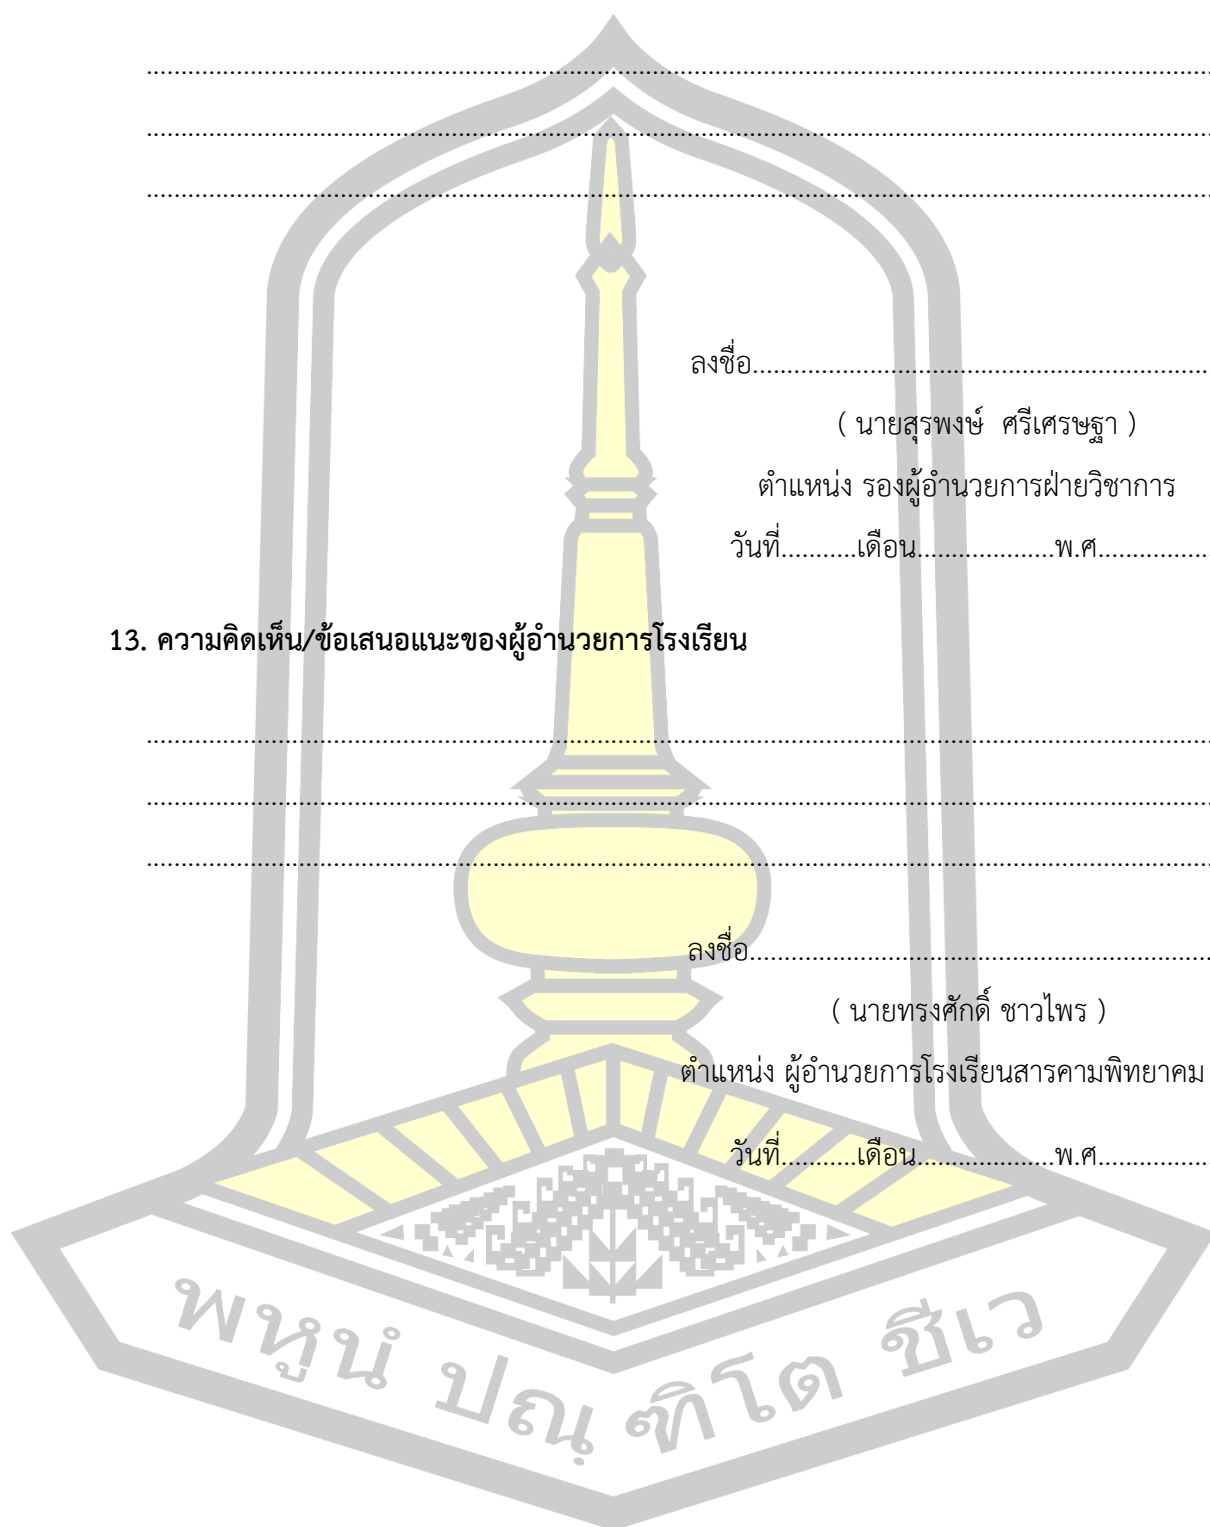 ................................................................................................................................................................
................................................................................................................................................................
................................................................................................................................................................
ลงชื่อ....................................................................
( นายสุรพงษ์  ศรีเศรษฐา )
ตำแหน่ง รองผู้อำนวยการฝ่ายวิชาการ
วันที่...........เดือน....................พ.ศ.................
13. ความคิดเห็น/ข้อเสนอแนะของผู้อำนวยการโรงเรียน
................................................................................................................................................................
................................................................................................................................................................
................................................................................................................................................................
ลงชื่อ....................................................................
( นายทรงศักดิ์ ชาวไพร )
ตำแหน่ง ผู้อำนวยการโรงเรียนสารคามพิทยาคม
วันที่...........เดือน....................พ.ศ.................
พหูนํ ปณฺฑิโต ชีเว